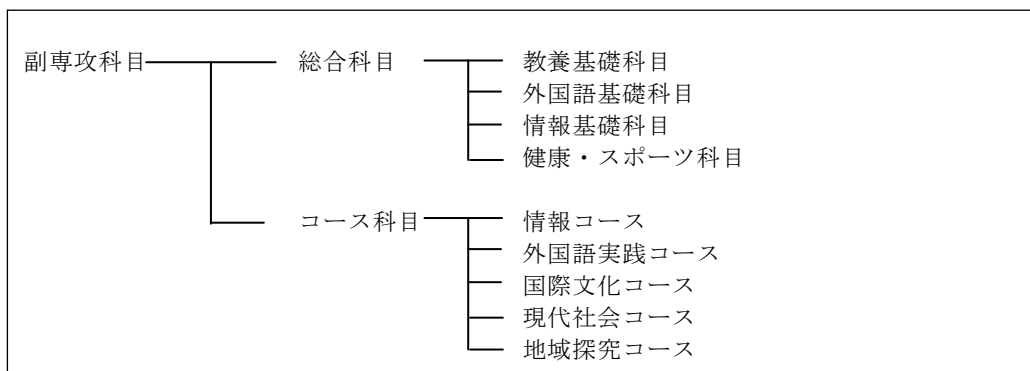 副専攻科目 総合科目 教養基礎科目
外国語基礎科目
情報基礎科目
健康・スポーツ科目
コース科目 情報コース
外国語実践コース
国際文化コース
現代社会コース
地域探究コース